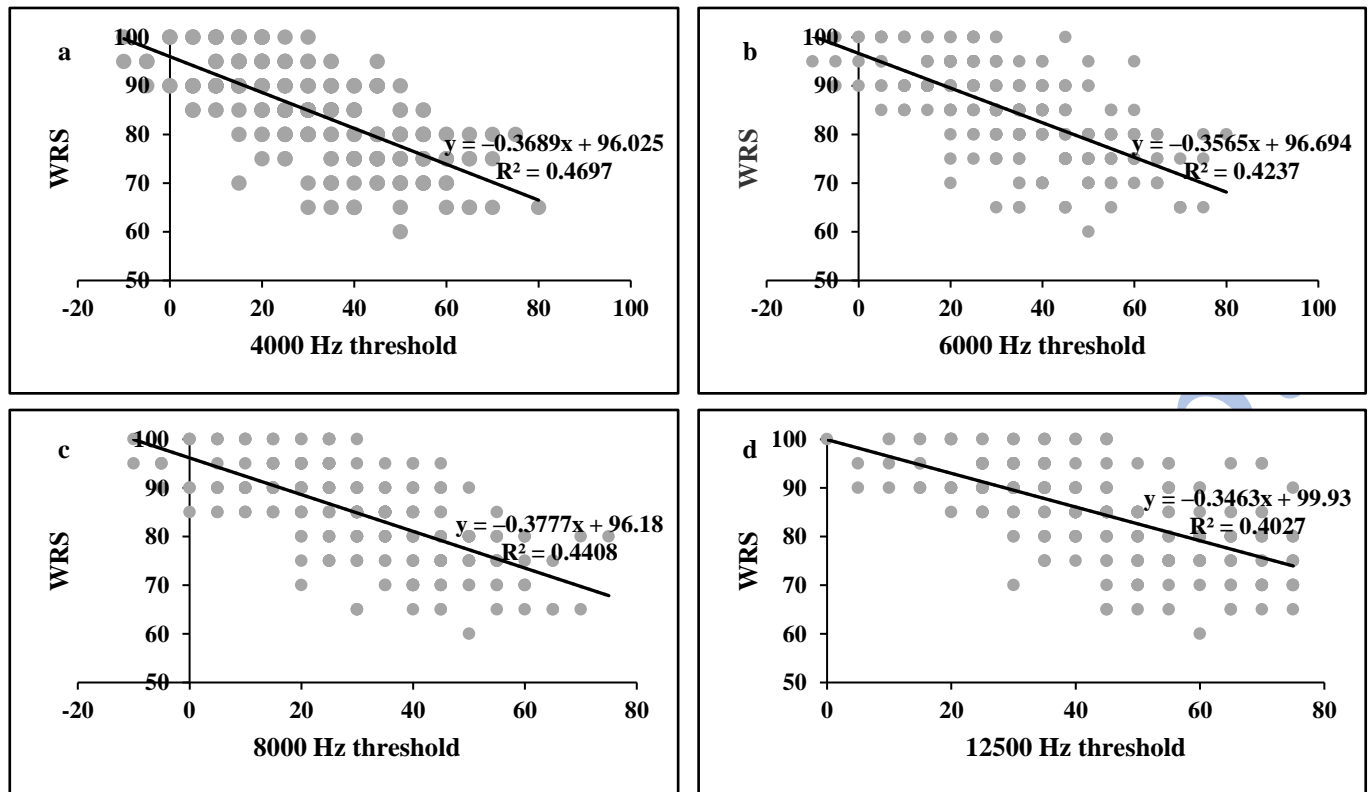 a
100
90
80
70
60
50
WRS
y = –0.3689x + 96.025
R² = 0.4697
-20 0 20 40 60 80 100
4000 Hz threshold
b
100
90
80
70
60
50
WRS
y = –0.3565x + 96.694
R² = 0.4237
-20 0 20 40 60 80 100
6000 Hz threshold
c
100
90
80
70
60
50
WRS
y = –0.3777x + 96.18
R² = 0.4408
-20 0 20 40 60 80
8000 Hz threshold
d
100
90
80
70
60
50
WRS
y = –0.3463x + 99.93
R² = 0.4027
0 20 40 60 80
12500 Hz threshold